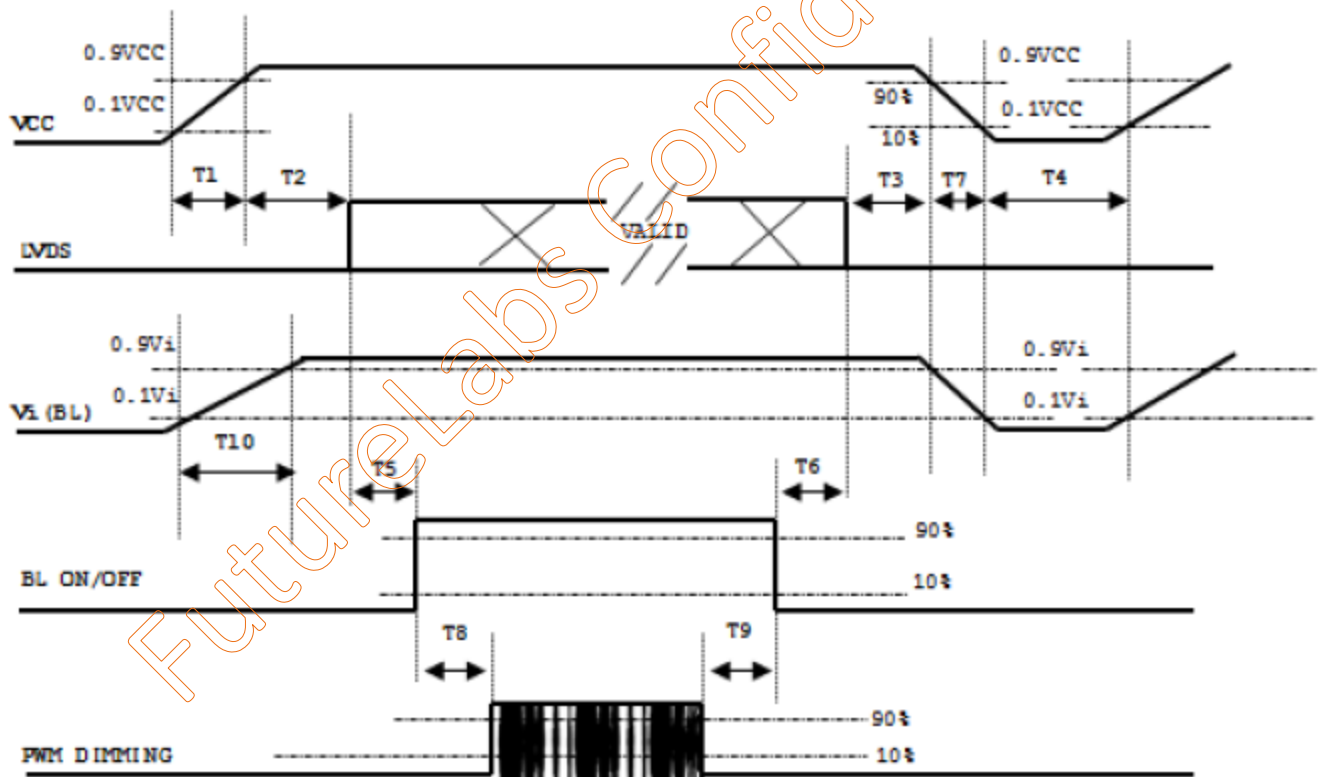 0.9VCC
0.9VCC
90%
0.1VCC
0.1VCC
VCC
10%
T1
T2
T3
T7
T4
VALID
LVDS
0.9Vi
0.9Vi
0.1Vi
0.1Vi
Vi(BL)
T10
T5
T6
90%
BL ON/OFF
10%
T8
T9
90%
PWM DIMMING
10%
FutureLabs Confid